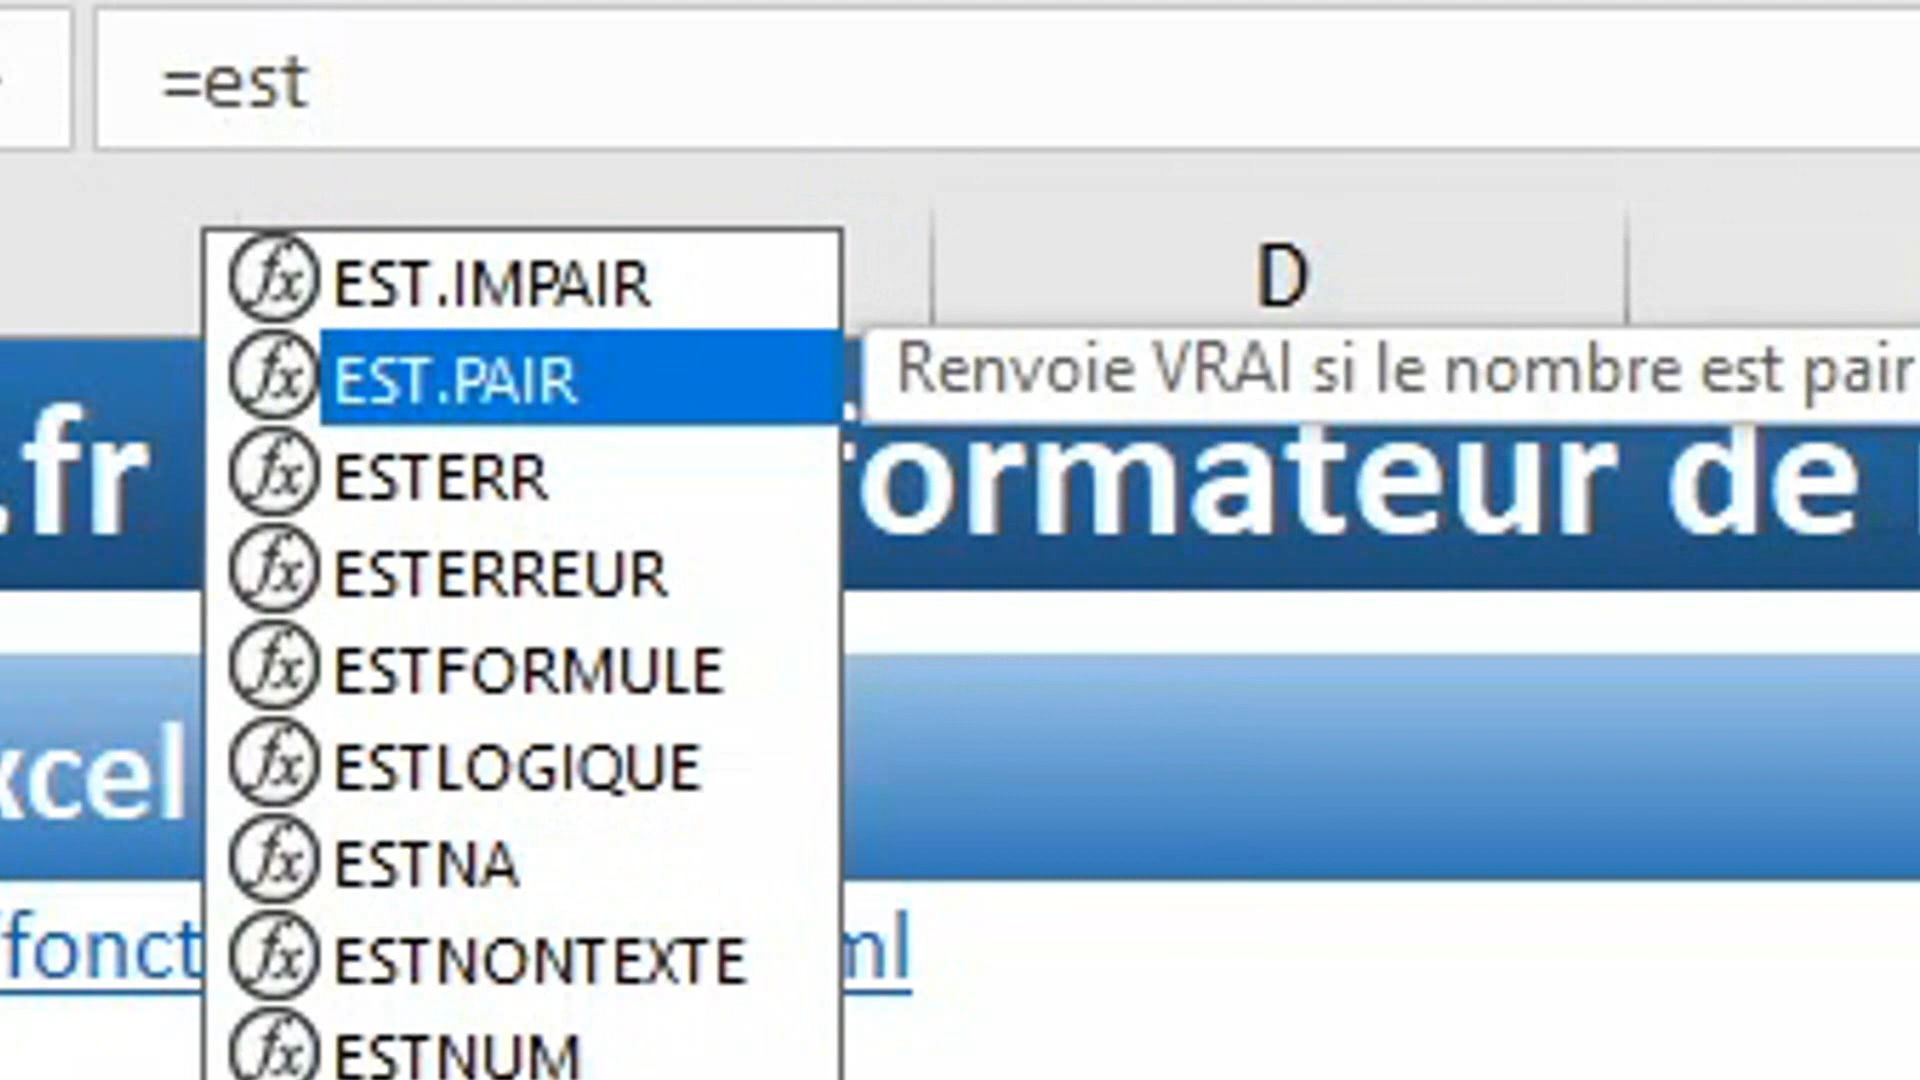 =est
D
EST.IMPAIR
EST.PAIR
Renvoie VRAI si le nombre est pair
ESTERR
.fr
formateur de
ESTERREUR
ESTFORMULE
xcel
ESTLOGIQUE
ESTNA
fonct
ml
ESTNONTEXTE
ESTNUM